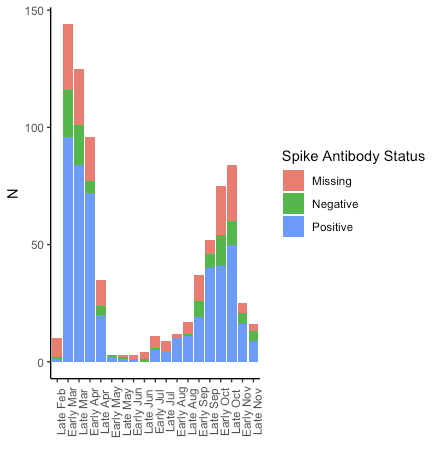 150
100
50
0
N
Late Feb
Early Mar
Late Mar
Early Apr
Late Apr
Early May
Late May
Early Jun
Late Jun
Early Jul
Late Jul
Early Aug
Late Aug
Early Sep
Late Sep
Early Oct
Late Oct
Early Nov
Late Nov
Spike Antibody Status
Missing
Negative
Positive